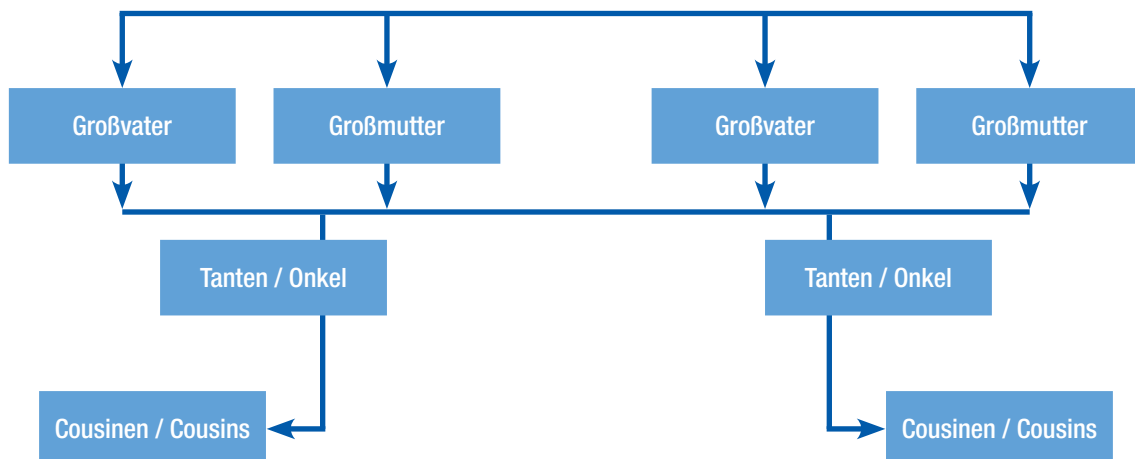 Großvater
Großmutter
Großvater
Großmutter
Tanten / Onkel
Tanten / Onkel
Cousinen / Cousins
Cousinen / Cousins